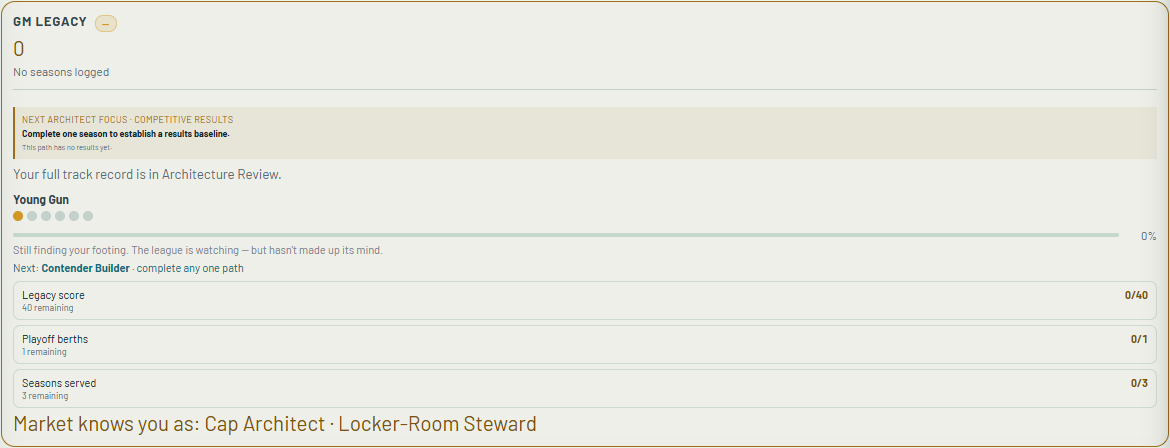 GM LEGACY –
0
No seasons logged
NEXT ARCHITECT FOCUS · COMPETITIVE RESULTS
Complete one season to establish a results baseline.
This path has no results yet.
Your full track record is in Architecture Review.
Young Gun
0%
Still finding your footing. The league is watching — but hasn't made up its mind.
Next: Contender Builder · complete any one path
Legacy score 0/40
40 remaining
Playoff berths 0/1
1 remaining
Seasons served 0/3
3 remaining
Market knows you as: Cap Architect · Locker-Room Steward